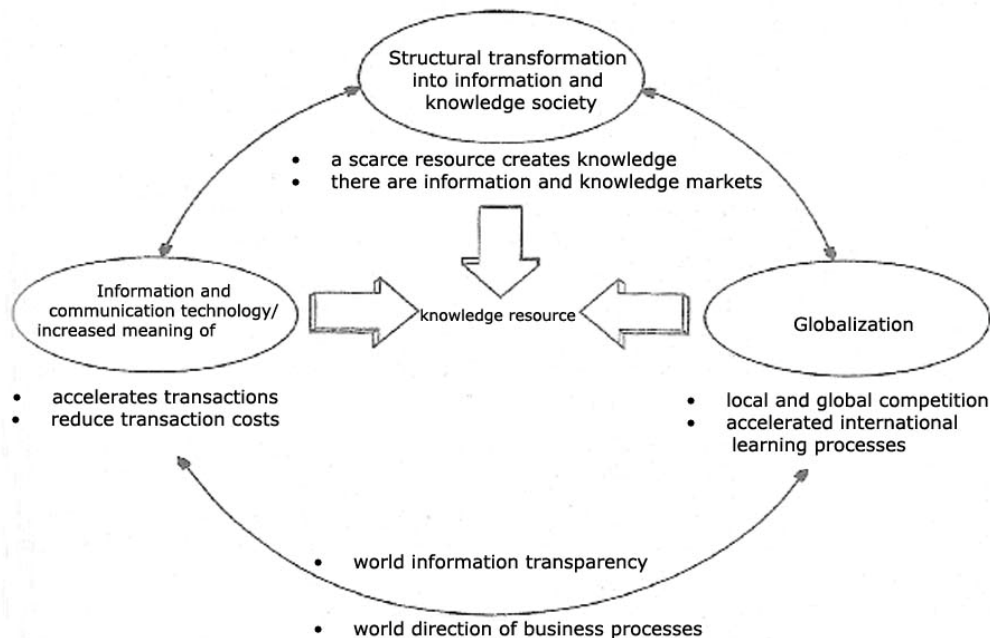 Structural transformation
into information and
knowledge society
• a scarce resource creates knowledge
• there are information and knowledge markets
Information and
communication technology/
increased meaning of
knowledge resource
Globalization
• accelerates transactions
• reduce transaction costs
• local and global competition
• accelerated international
learning processes
• world information transparency
• world direction of business processes